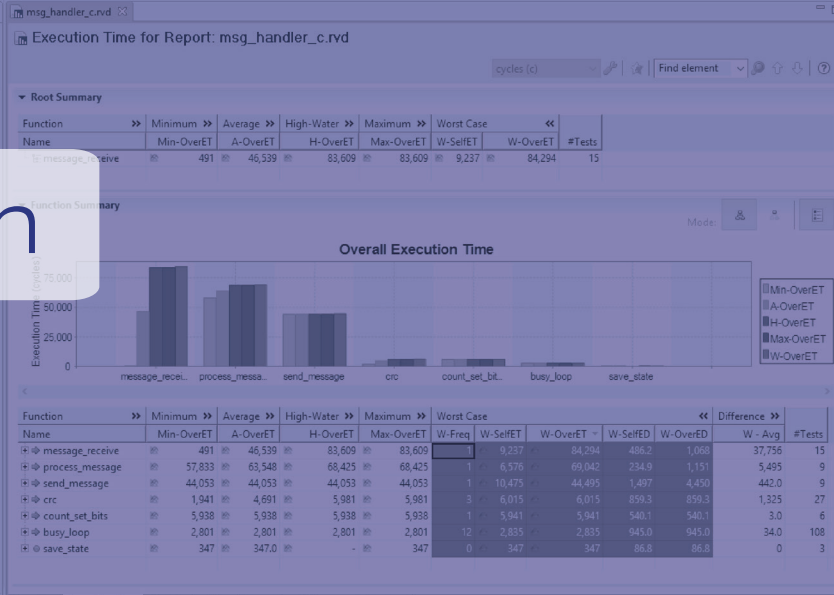 msg_handler_c.rvd
Execution Time for Report: msg_handler_c.rvd
cycles (c) Find element
Root Summary
Function Minimum Average High-Water Maximum Worst Case
Name Min-OverET A-OverET H-OverET Max-OverET W-SelfET W-OverET #Tests
message_receive 491 46,539 83,609 83,609 9,237 84,294 15
n
Function Summary
Mode:
Overall Execution Time
Execution Time (cycles)
75,000
50,000
25,000
0
message_recei.. process_messa.. send_message crc count_set_bit.. busy_loop save_state
Min-OverET
A-OverET
H-OverET
Max-OverET
W-OverET
Function Minimum Average High-Water Maximum Worst Case Difference
Name Min-OverET A-OverET H-OverET Max-OverET W-Freq W-SelfET W-OverET W-SelfED W-OverED W - Avg #Tests
message_receive 491 46,539 83,609 83,609 1 9,237 84,294 486.2 1,068 37,756 15
process_message 57,833 63,548 68,425 68,425 1 6,576 69,042 234.9 1,151 5,495 9
send_message 44,053 44,053 44,053 44,053 1 10,475 44,495 1,497 4,450 442.0 9
crc 1,941 4,691 5,981 5,981 3 6,015 6,015 859.3 859.3 1,325 27
count_set_bits 5,938 5,938 5,938 5,938 1 5,941 5,941 540.1 540.1 3.0 6
busy_loop 2,801 2,801 2,801 2,801 12 2,835 2,835 945.0 945.0 34.0 108
save_state 347 347.0 - 347 0 347 347 86.8 86.8 0 3